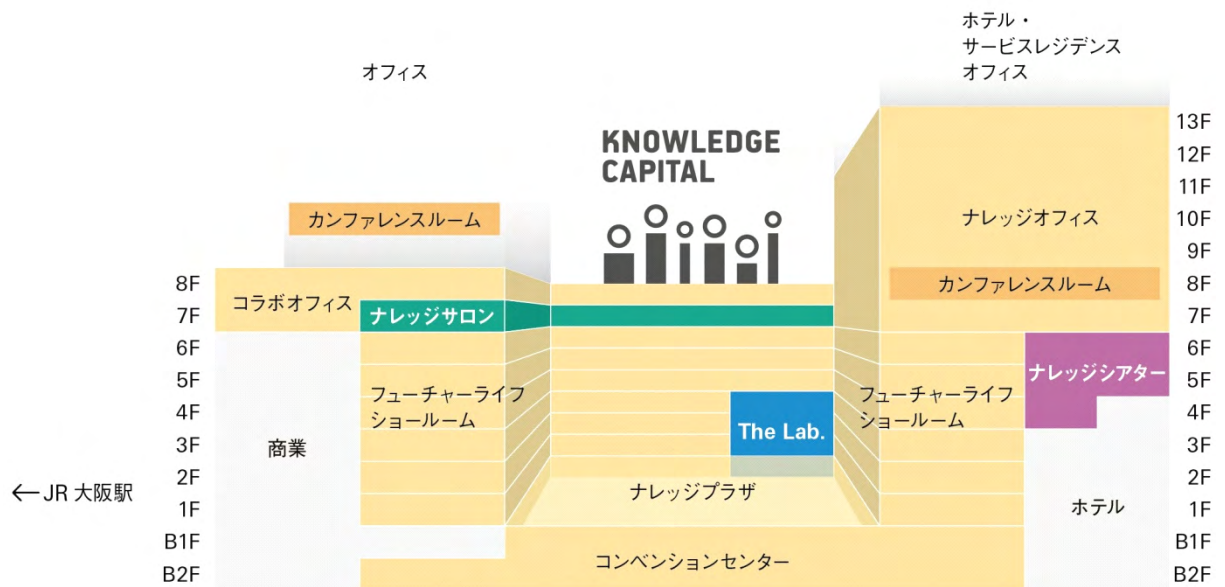 ホテル・
サービスレジデンス
オフィス
オフィス
KNOWLEDGE
CAPITAL
カンファレンスルーム
ナレッジオフィス
カンファレンスルーム
コラボオフィス
ナレッジサロン
ナレッジシアター
フューチャーライフ
ショールーム
フューチャーライフ
ショールーム
The Lab.
商業
ナレッジプラザ
ホテル
←JR 大阪駅
コンベンションセンター
8F
7F
6F
5F
4F
3F
2F
1F
B1F
B2F
13F
12F
11F
10F
9F
8F
7F
6F
5F
4F
3F
2F
1F
B1F
B2F